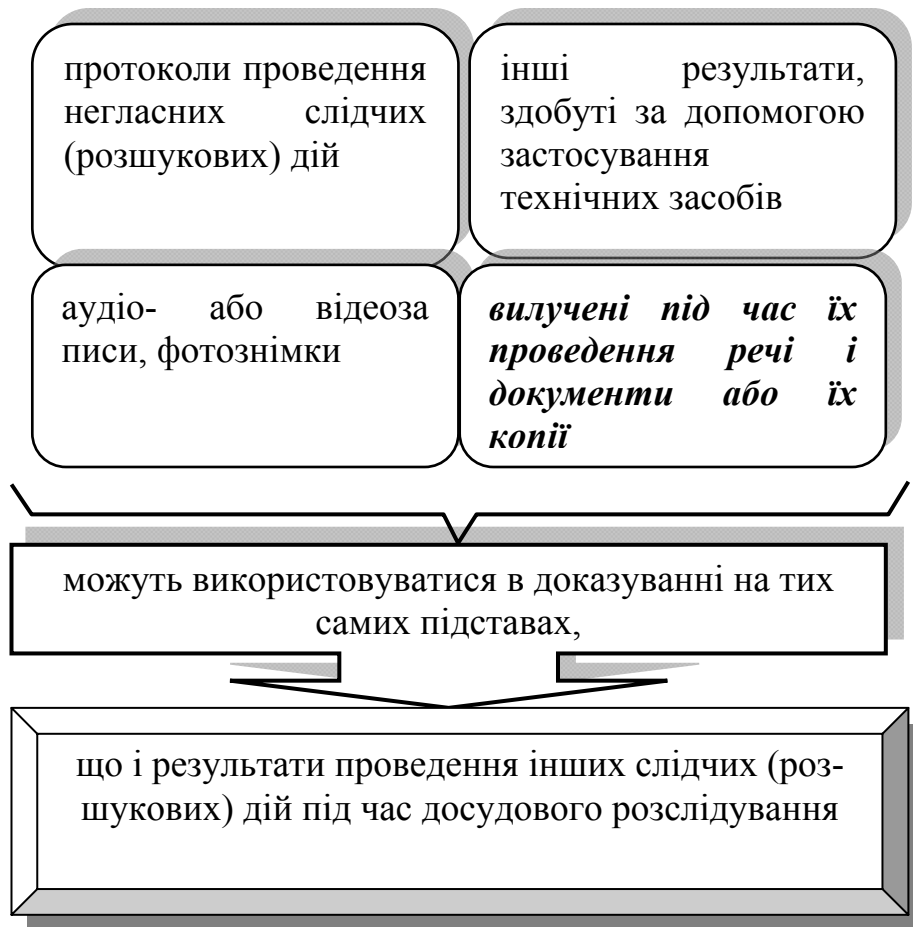 протоколи проведення
негласних слідчих
(розшукових) дій
інші результати,
здобуті за допомогою
застосування
технічних засобів
аудіо- або відеоза
писи, фотознімки
вилучені під час їх
проведення речі і
документи або їх
копії
можуть використовуватися в доказуванні на тих
самих підставах,
що і результати проведення інших слідчих (роз-
шукових) дій під час досудового розслідування